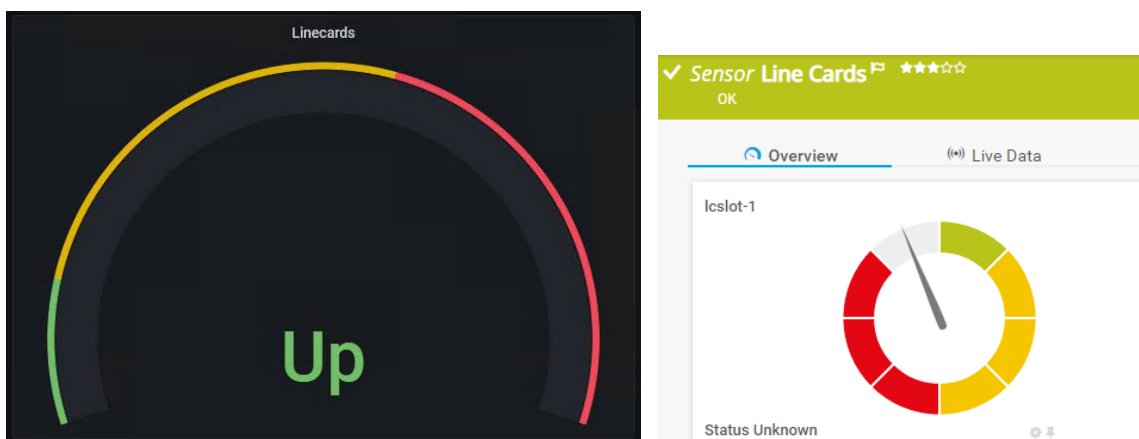 Linecards
Up
Sensor Line Cards
OK
Overview
Live Data
lcslot-1
Status Unknown